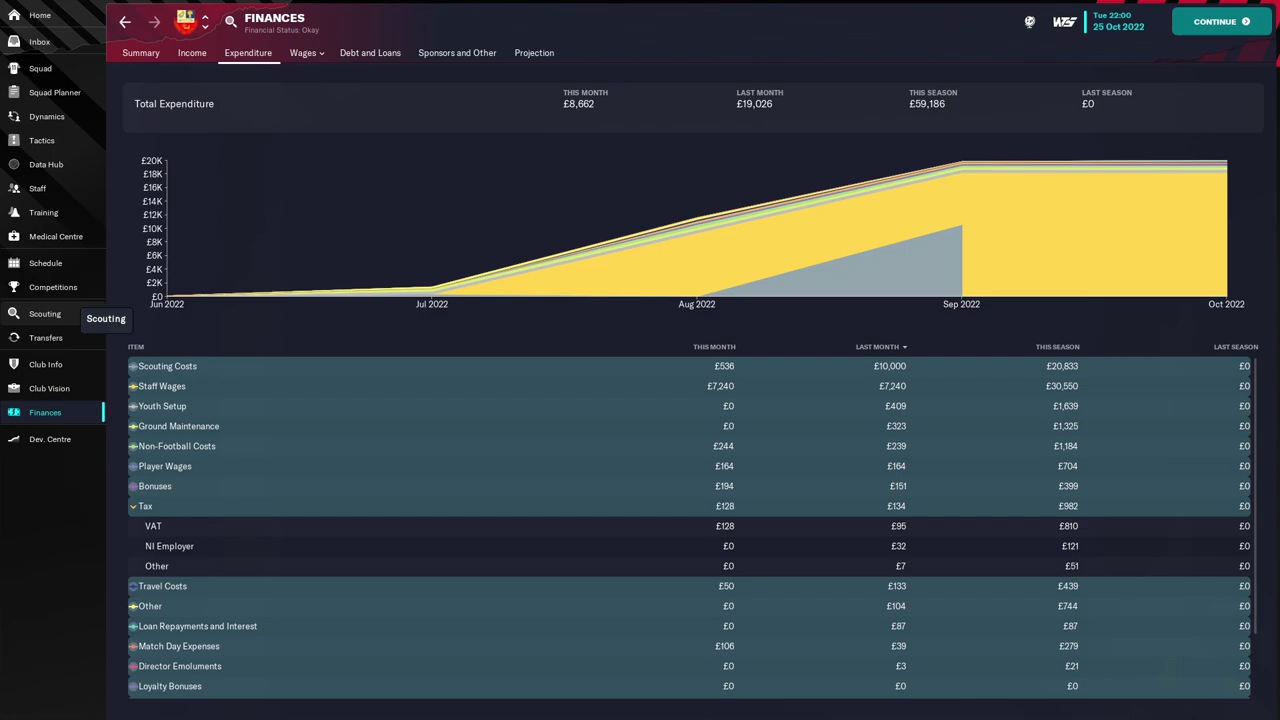 Home
Inbox
Squad
Squad Planner
Dynamics
Tactics
Data Hub
Staff
Training
Medical Centre
Schedule
Competitions
Scouting
Transfers
Club Info
Club Vision
Finances
Dev. Centre
Scouting
FINANCES
Financial Status: Okay
Tue 22:00
25 Oct 2022
CONTINUE
Summary Income Expenditure Wages Debt and Loans Sponsors and Other Projection
THIS MONTH LAST MONTH THIS SEASON LAST SEASON
Total Expenditure £8,662 £19,026 £59,186 £0
£20K
£18K
£16K
£14K
£12K
£10K
£8K
£6K
£4K
£2K
£0
Jun 2022 Jul 2022 Aug 2022 Sep 2022 Oct 2022
ITEM THIS MONTH LAST MONTH THIS SEASON LAST SEASON
Scouting Costs £536 £10,000 £20,833 £0
Staff Wages £7,240 £7,240 £30,550 £0
Youth Setup £0 £409 £1,639 £0
Ground Maintenance £0 £323 £1,325 £0
Non-Football Costs £244 £239 £1,184 £0
Player Wages £164 £164 £704 £0
Bonuses £194 £151 £399 £0
Tax £128 £134 £982 £0
VAT £128 £95 £810 £0
NI Employer £0 £32 £121 £0
Other £0 £7 £51 £0
Travel Costs £50 £133 £439 £0
Other £0 £104 £744 £0
Loan Repayments and Interest £0 £87 £87 £0
Match Day Expenses £106 £39 £279 £0
Director Emoluments £0 £3 £21 £0
Loyalty Bonuses £0 £0 £0 £0